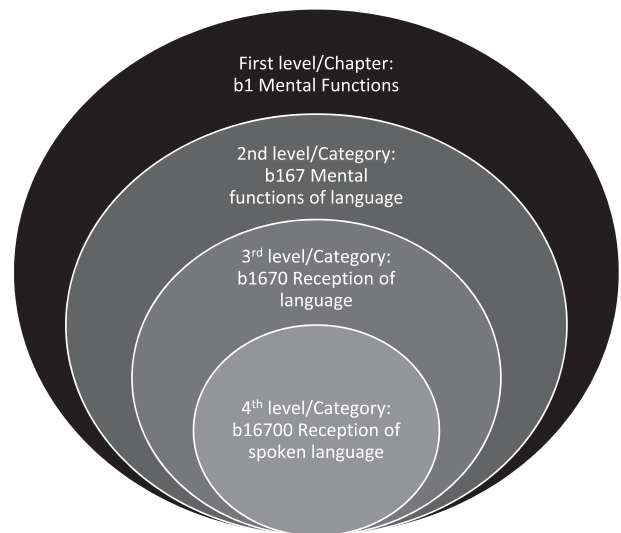 First level/Chapter:
b1 Mental Functions
2nd level/Category:
b167 Mental
functions of language
3rd level/Category:
b1670 Reception of
language
4th level/Category:
b16700 Reception of
spoken language